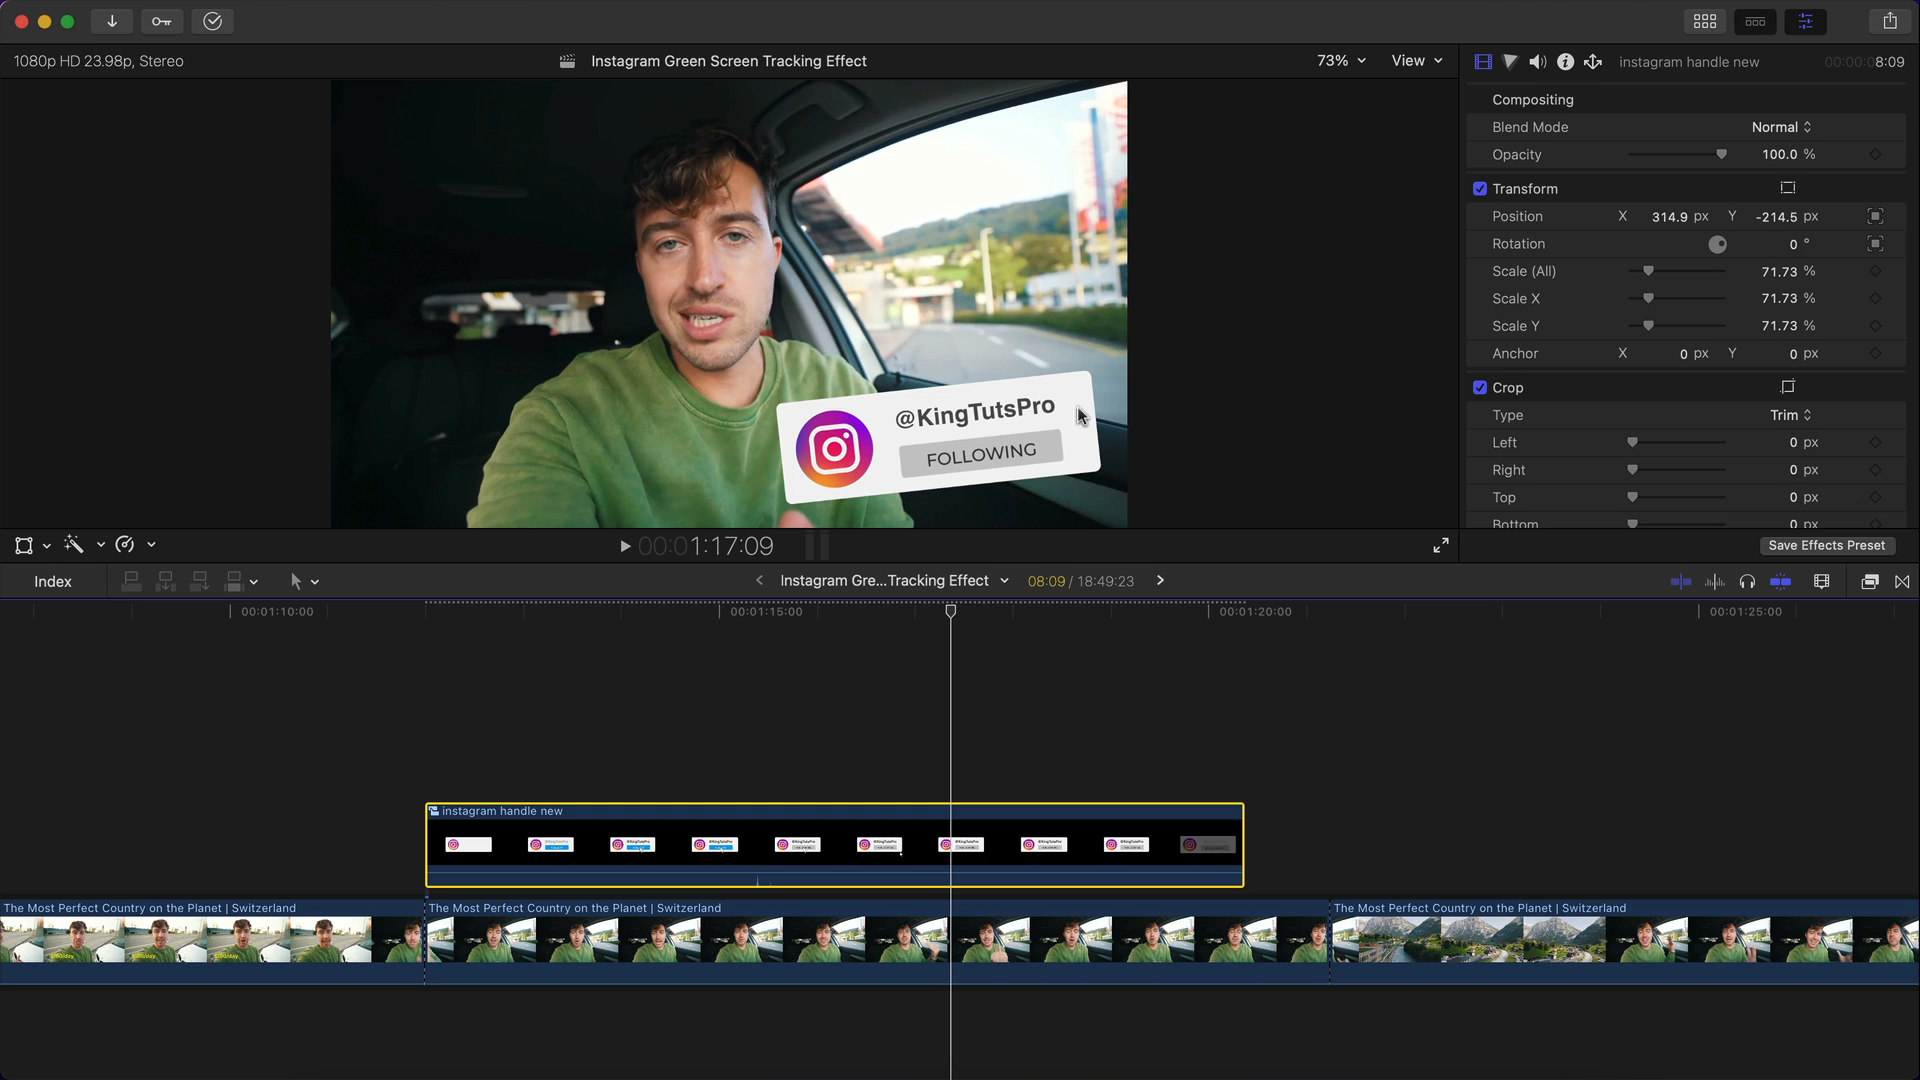 1080p HD 23.98p, Stereo
Instagram Green Screen Tracking Effect
73%
View
instagram handle new
00:00:08:09
Compositing
Blend Mode Normal
Opacity 100.0 %
Transform
Position X 314.9 px Y -214.5 px
Rotation 0 °
Scale (All) 71.73 %
Scale X 71.73 %
Scale Y 71.73 %
Anchor X 0 px Y 0 px
Crop
Type Trim
Left 0 px
Right 0 px
Top 0 px
Bottom 0 px
@KingTutsPro
FOLLOWING
00:01:17:09
Save Effects Preset
Index
Instagram Gre...Tracking Effect
08:09 / 18:49:23
00:01:10:00
00:01:15:00
00:01:20:00
00:01:25:00
instagram handle new
The Most Perfect Country on the Planet | Switzerland
The Most Perfect Country on the Planet | Switzerland
The Most Perfect Country on the Planet | Switzerland